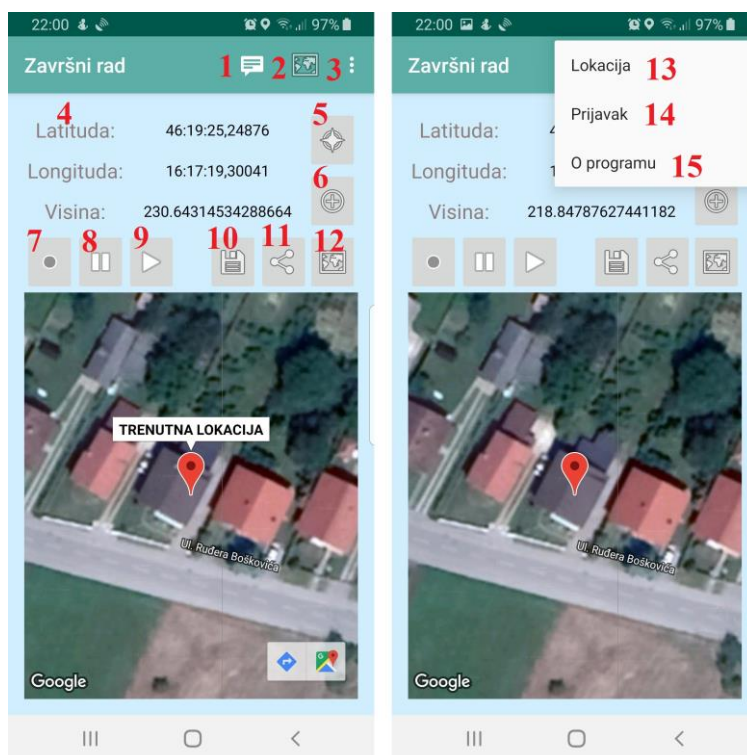 22:00 97%
Završni rad 1 2 3
4 5
Latituda: 46:19:25,24876
6
Longituda: 16:17:19,30041
Visina: 230.64314534288664
7 8 9 10 11 12
TRENUTNA LOKACIJA
Ul. Ruđera Boškovića
Google
22:00 97%
Završni rad
Lokacija 13
Prijavak 14
O programu 15
Latituda: 4
Longituda: 1
Visina: 218.84787627441182
Ul. Ruđera Boškovića
Google